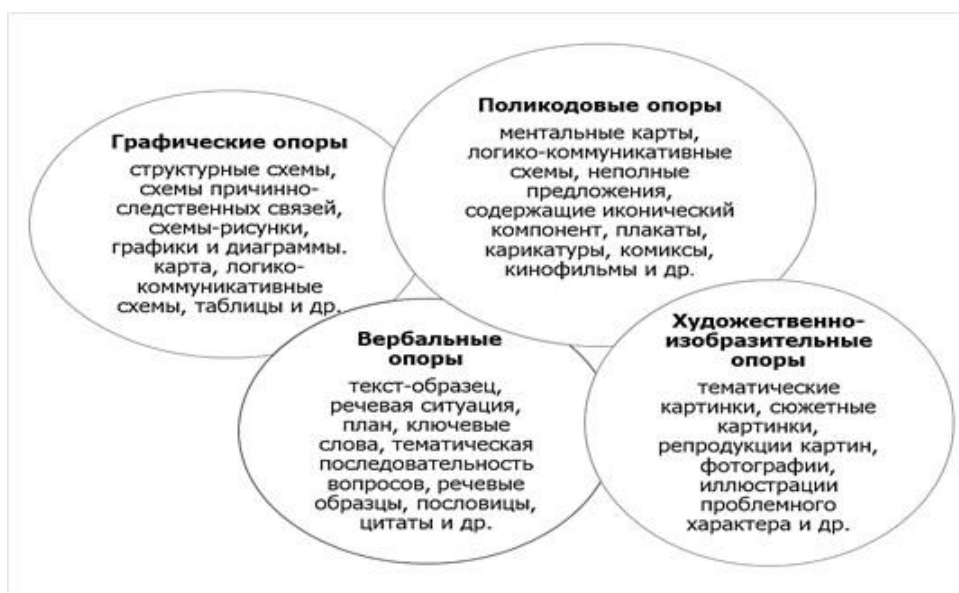 Графические опоры
структурные схемы,
схемы причинно-
следственных связей,
схемы-рисунки,
графики и диаграммы.
карта, логико-
коммуникативные
схемы, таблицы и др.
Поликодовые опоры
ментальные карты,
логико-коммуникативные
схемы, неполные
предложения,
содержащие иконический
компонент, плакаты,
карикатуры, комиксы,
кинофильмы и др.
Вербальные
опоры
текст-образец,
речевая ситуация,
план, ключевые
слова, тематическая
последовательность
вопросов, речевые
образцы, пословицы,
цитаты и др.
Художественно-
изобразительные
опоры
тематические
картинки, сюжетные
картинки,
репродукции картин,
фотографии,
иллюстрации
проблемного
характера и др.